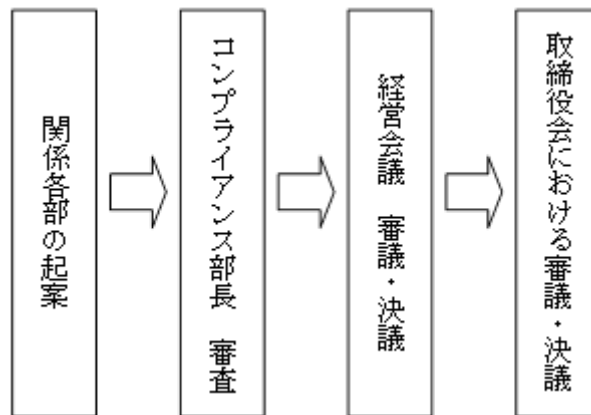 関係各部の起案
コンプライアンス部長　審査
経営会議　審議・決議
取締役会における審議・決議